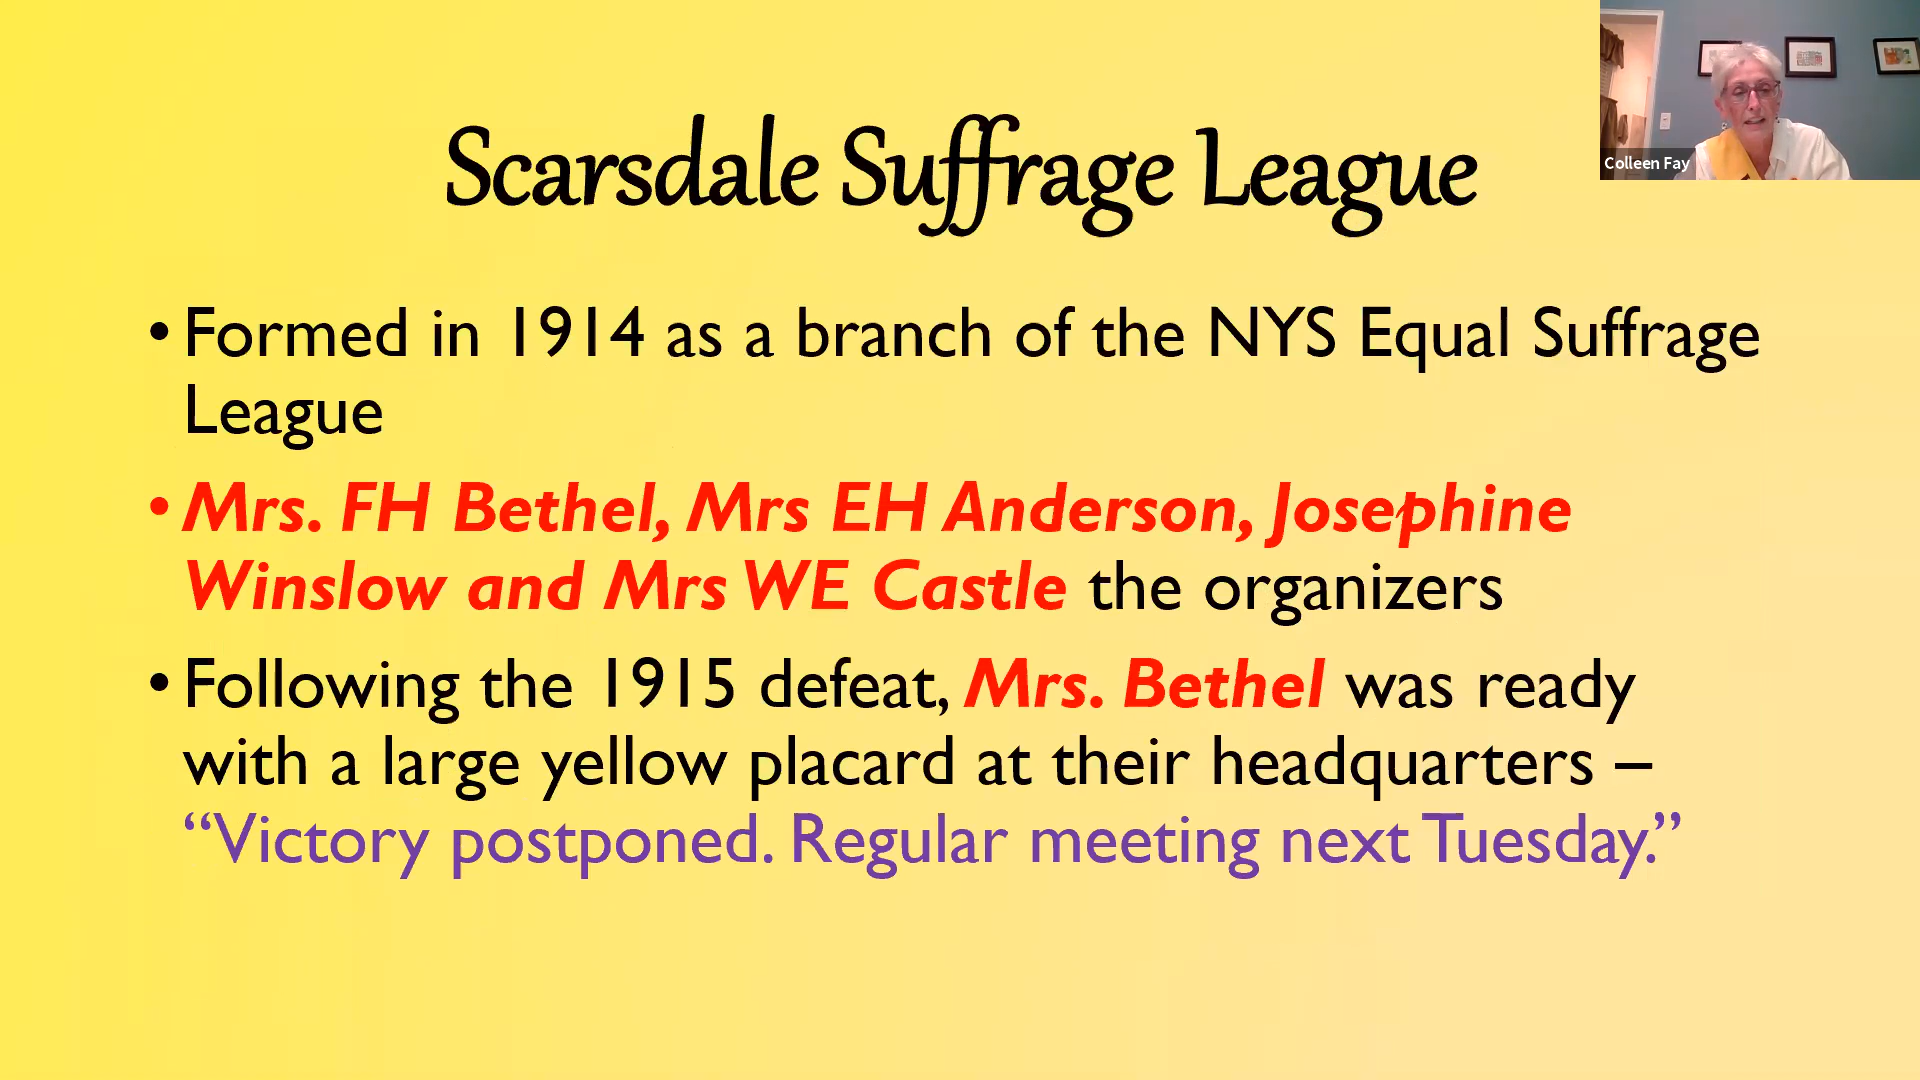 Scarsdale Suffrage League
Colleen Fay
•Formed in 1914 as a branch of the NYS Equal Suffrage
League
•Mrs. FH Bethel, Mrs EH Anderson, Josephine
Winslow and Mrs WE Castle the organizers
•Following the 1915 defeat, Mrs. Bethel was ready
with a large yellow placard at their headquarters –
“Victory postponed. Regular meeting next Tuesday.”